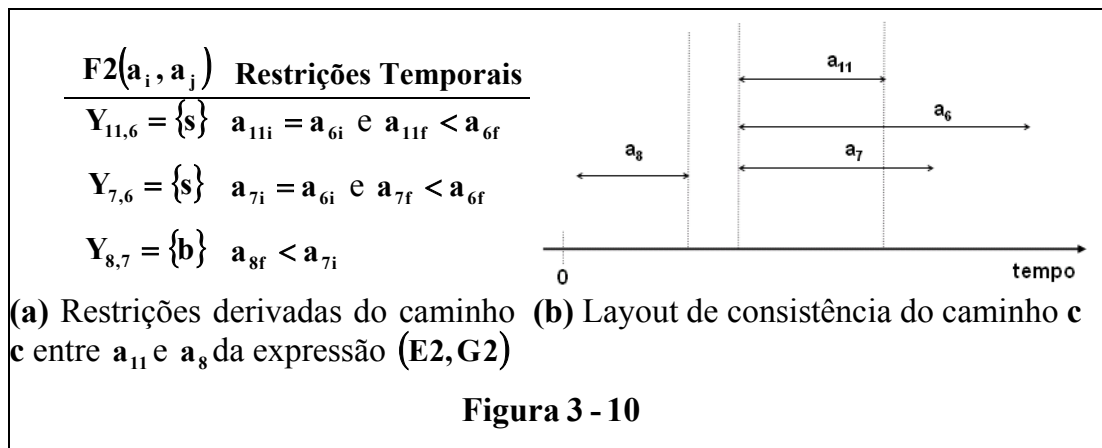 F2(a_i, a_j) Restrições Temporais
Y_11,6 = {s} a_11i = a_6i e a_11f < a_6f
Y_7,6 = {s} a_7i = a_6i e a_7f < a_6f
Y_8,7 = {b} a_8f < a_7i
a_11
a_6
a_8
a_7
0
tempo
(a) Restrições derivadas do caminho
c entre a_11 e a_8 da expressão (E2, G2)
(b) Layout de consistência do caminho c
Figura 3 - 10